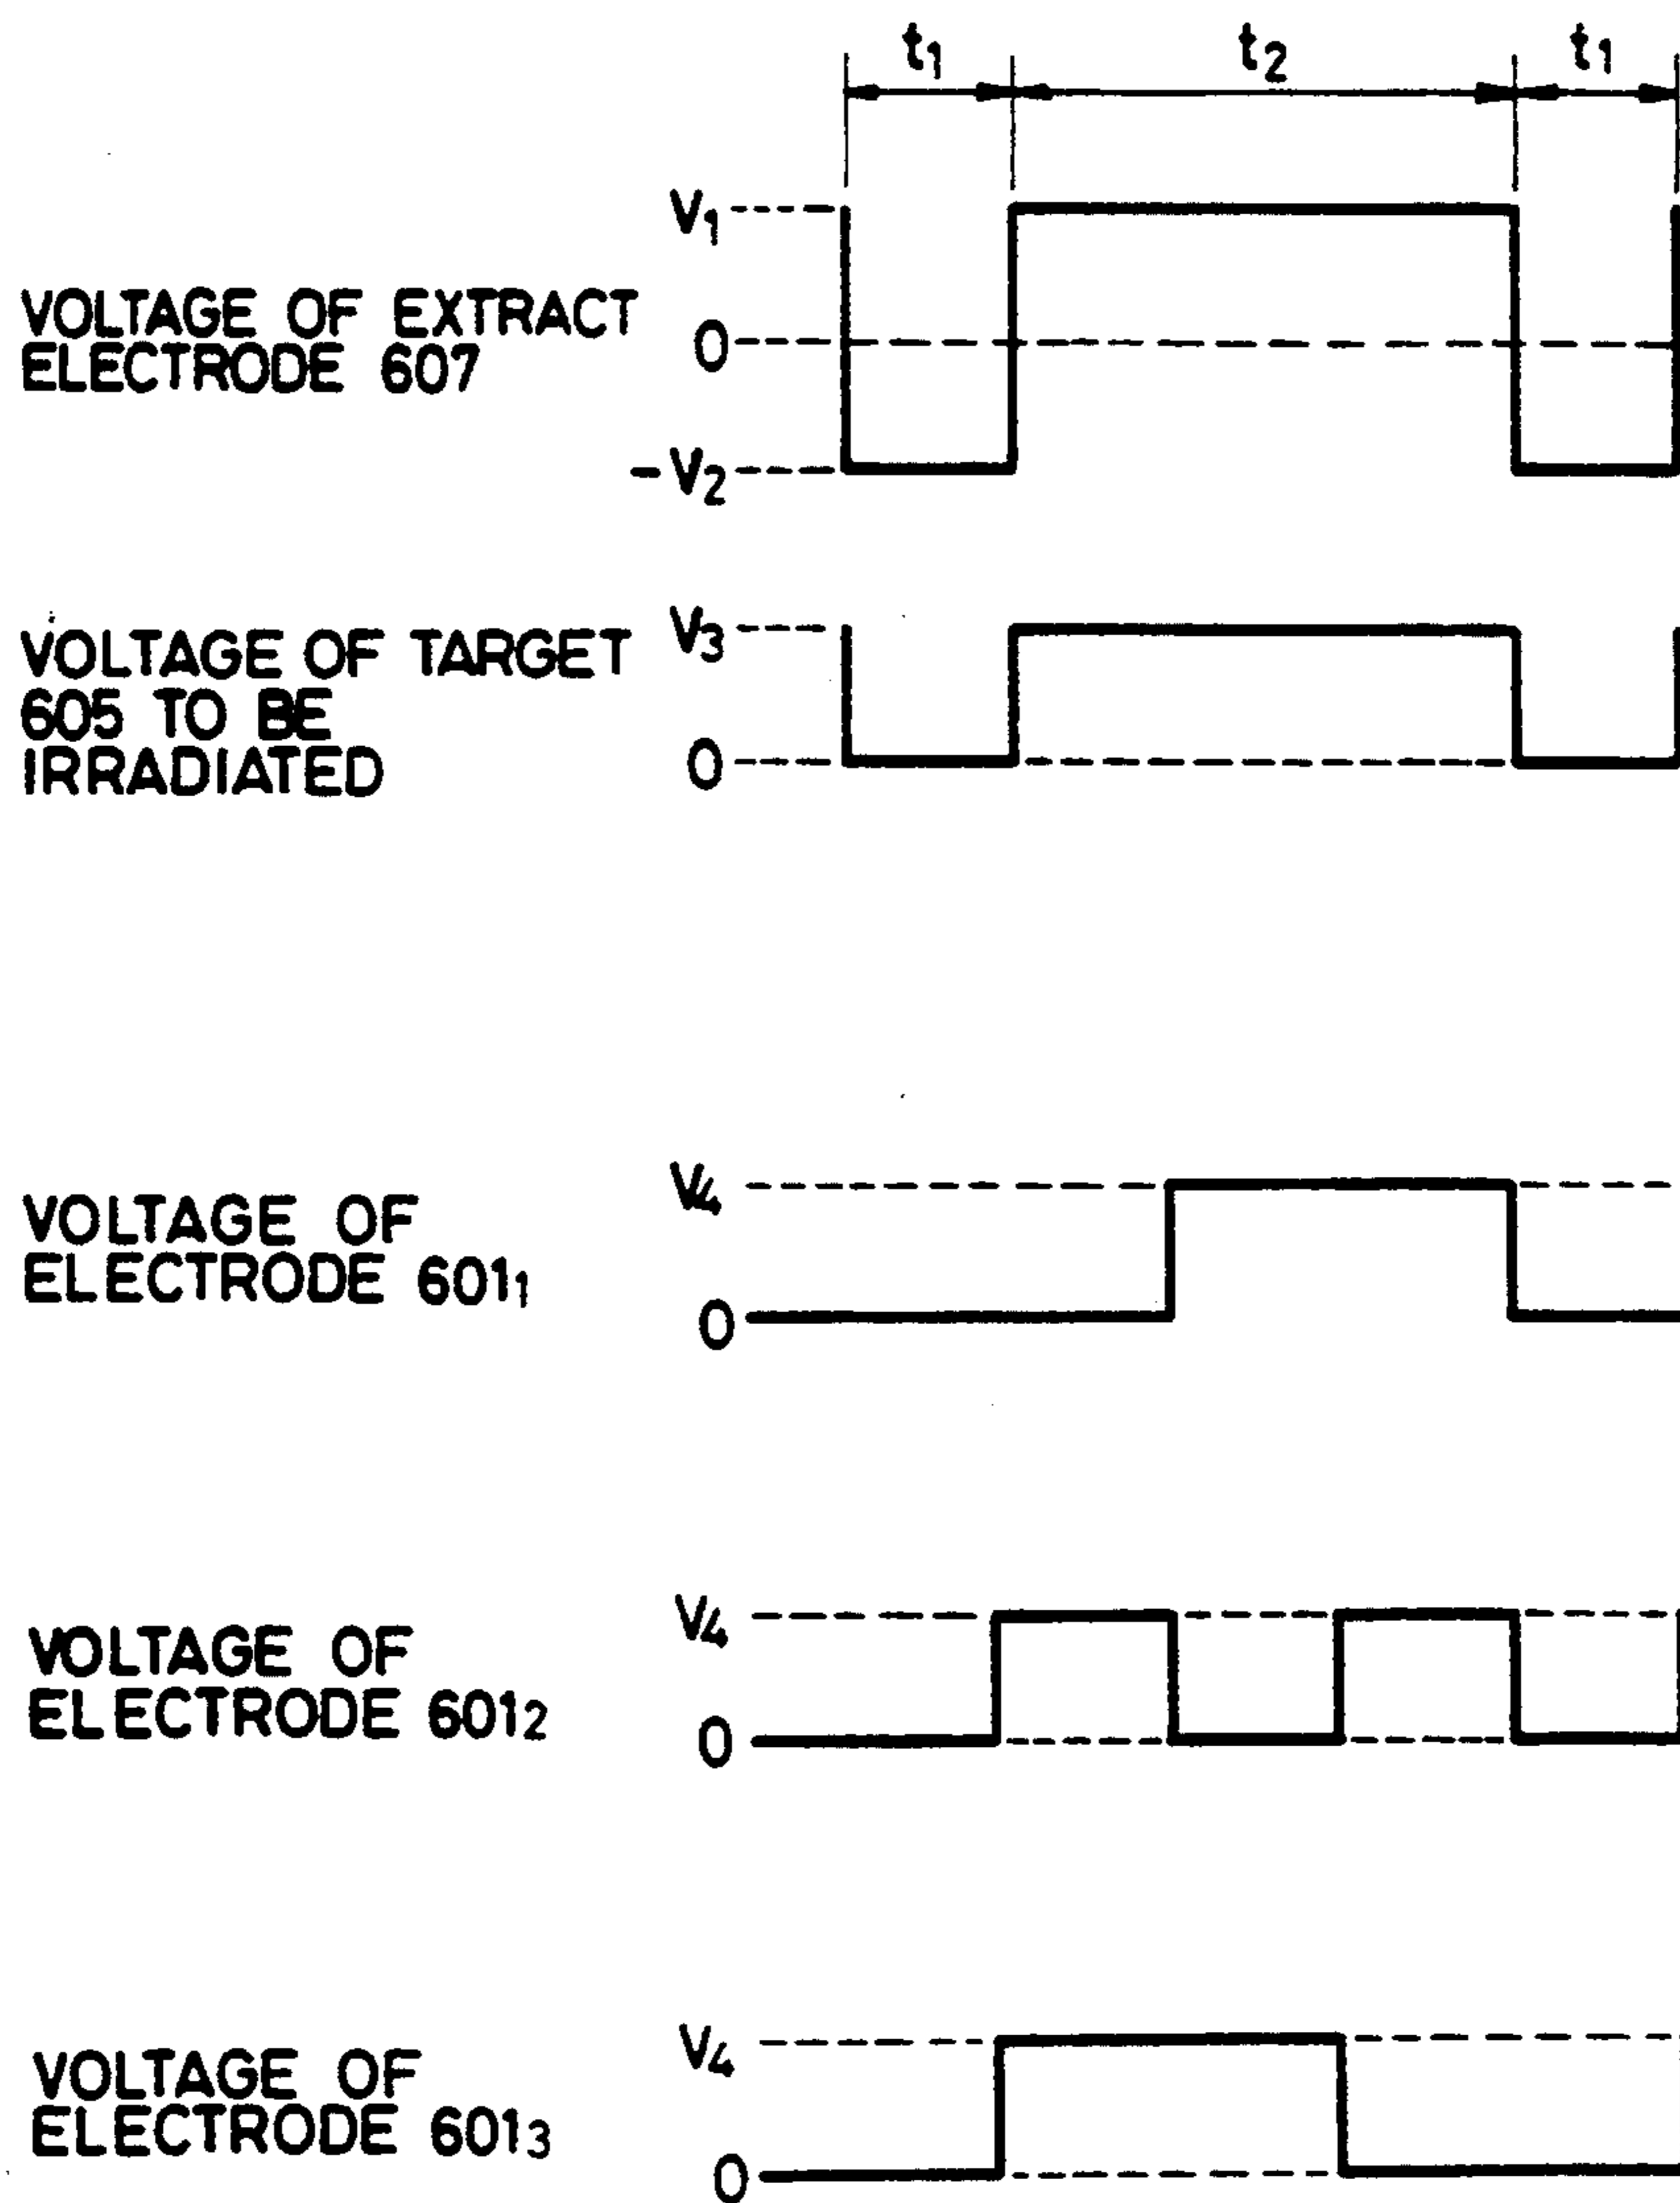 t₁ t₂ t₁
V₁
VOLTAGE OF EXTRACT
ELECTRODE 607
0
-V₂
V₃
VOLTAGE OF TARGET
605 TO BE
IRRADIATED
0
V₄
VOLTAGE OF
ELECTRODE 601₁
0
V₄
VOLTAGE OF
ELECTRODE 601₂
0
V₄
VOLTAGE OF
ELECTRODE 601₃
0